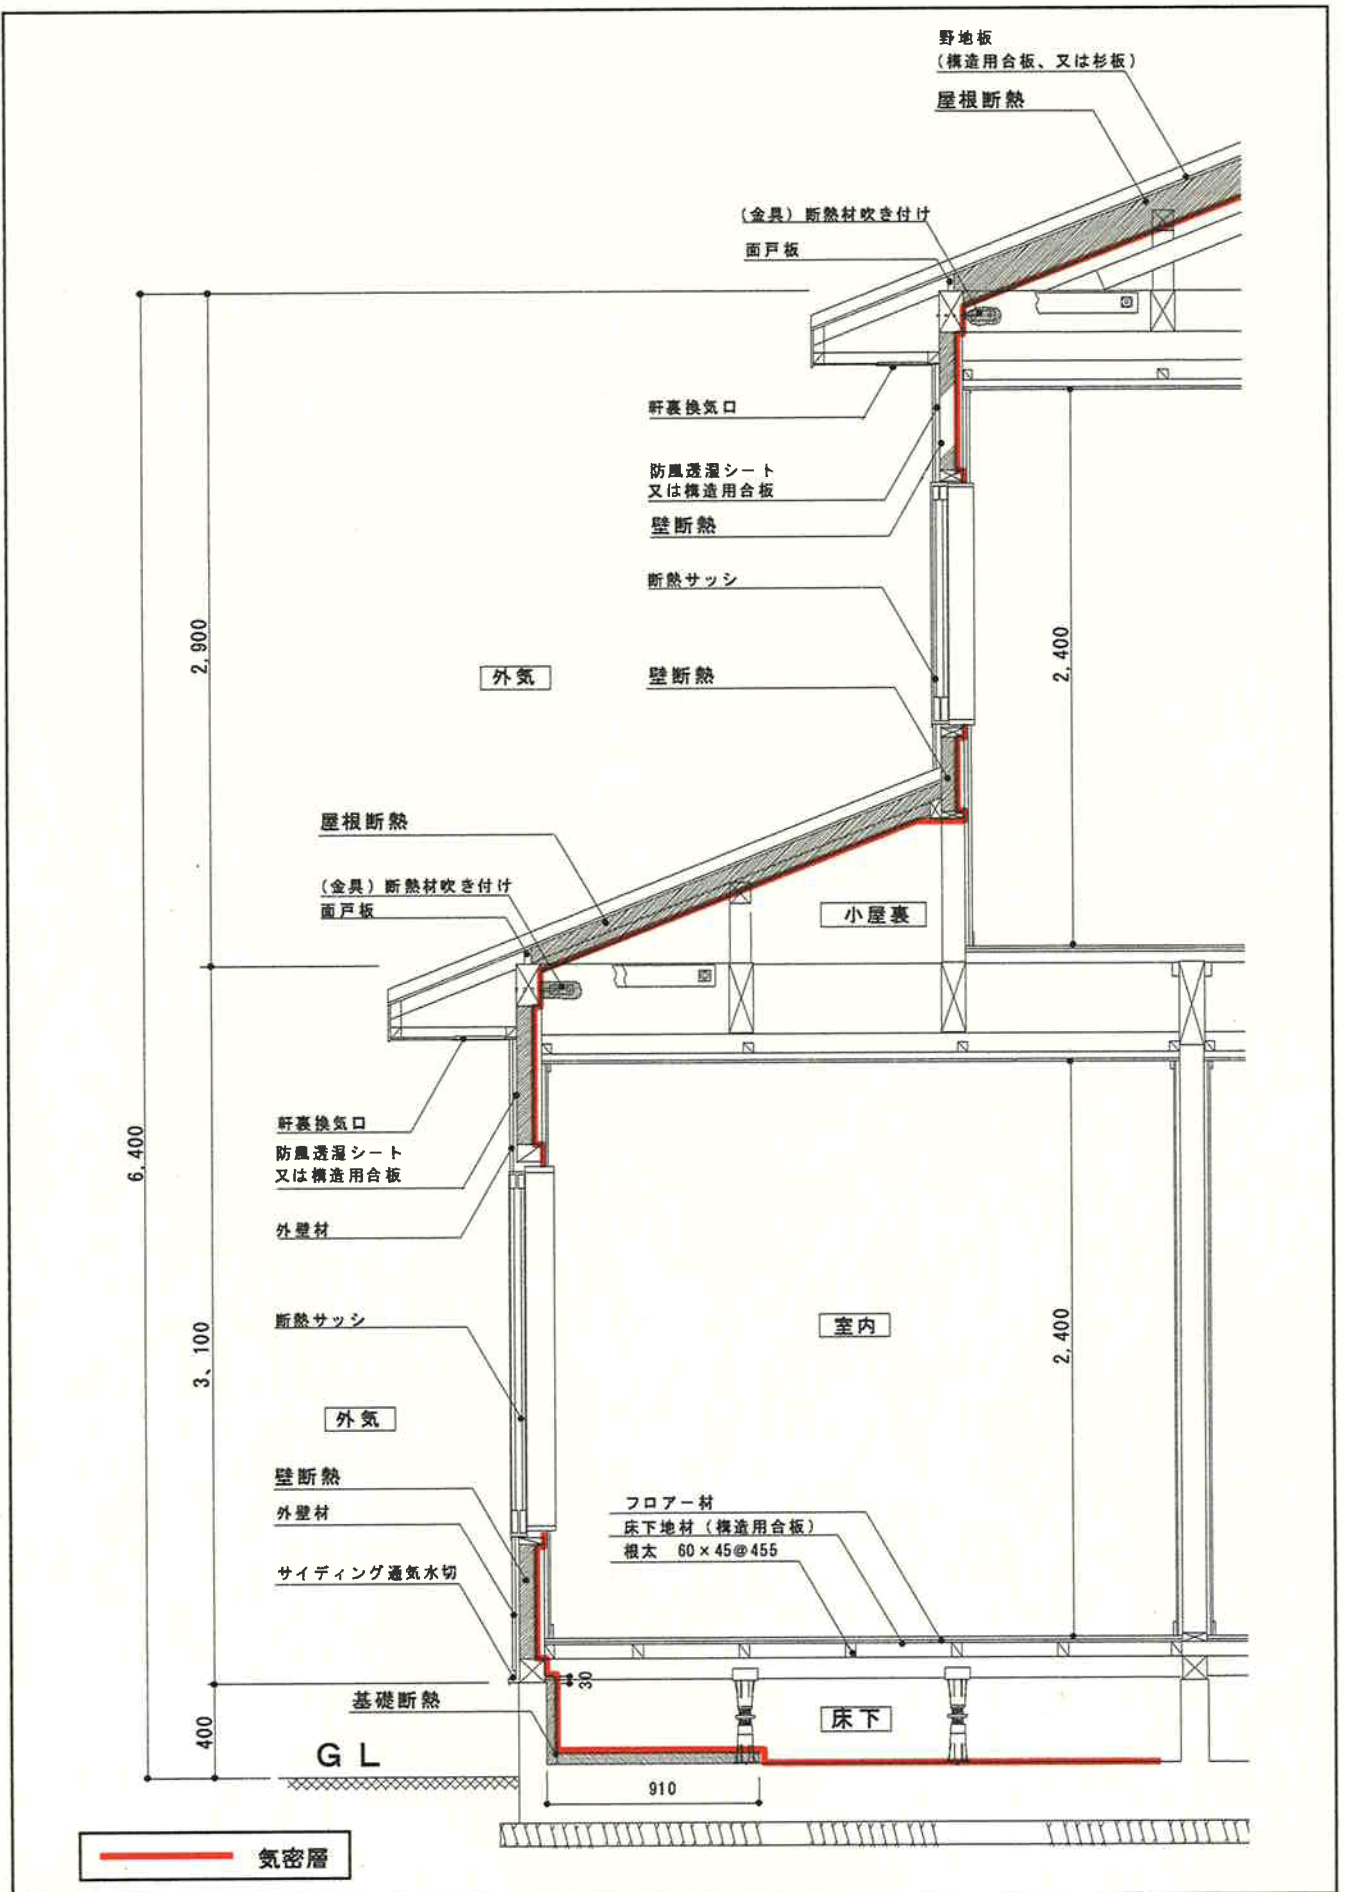 野地板
(構造用合板、又は杉板)
屋根断熱
(金具) 断熱材吹き付け
面戸板
軒裏換気口
防風透湿シート
又は構造用合板
壁断熱
断熱サッシ
2,900
外気
壁断熱
2,400
屋根断熱
(金具) 断熱材吹き付け
面戸板
小屋裏
軒裏換気口
防風透湿シート
又は構造用合板
外壁材
6,400
断熱サッシ
室内
2,400
3、100
外気
壁断熱
外壁材
サイディング通気水切
フロアー材
床下地材(構造用合板)
根太 60×45@455
30
基礎断熱
床下
400
GL
910
気密層